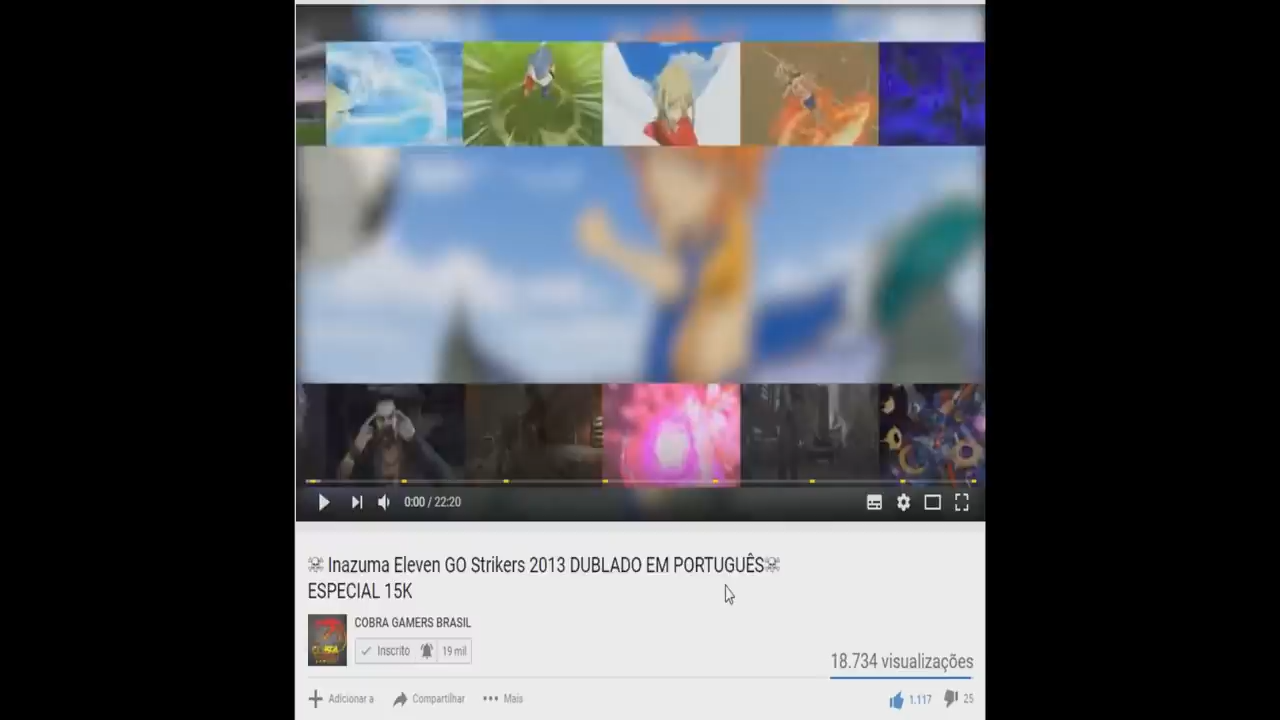 0:00 / 22:20
☠ Inazuma Eleven GO Strikers 2013 DUBLADO EM PORTUGUÊS☠
ESPECIAL 15K
COBRA GAMERS BRASIL
Inscrito 19 mil
18.734 visualizações
Adicionar a Compartilhar Mais 1.117 25